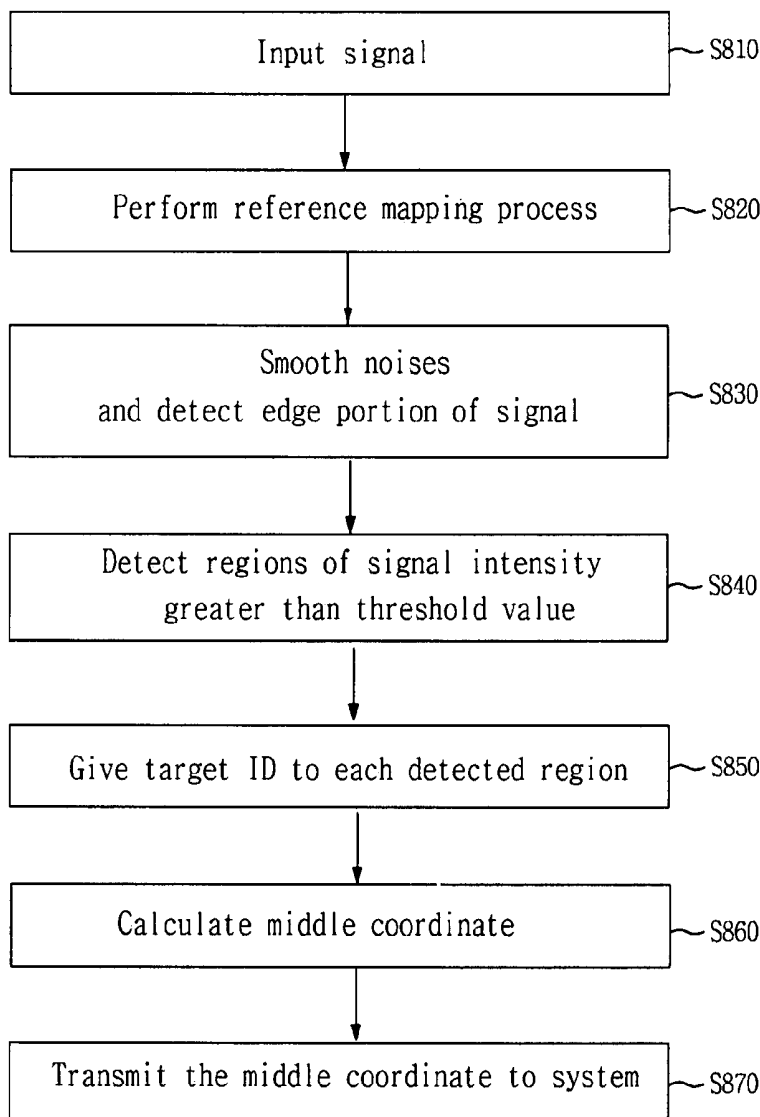 Input signal
S810
Perform reference mapping process
S820
Smooth noises
and detect edge portion of signal
S830
Detect regions of signal intensity
greater than threshold value
S840
Give target ID to each detected region
S850
Calculate middle coordinate
S860
Transmit the middle coordinate to system
S870